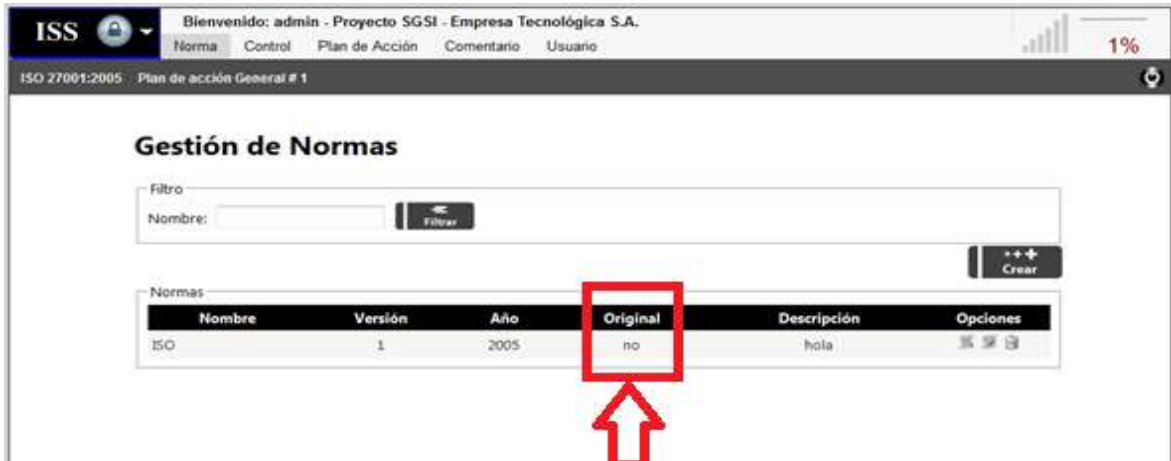 ISS
Bienvenido: admin - Proyecto SGSI - Empresa Tecnológica S.A.
Norma Control Plan de Acción Comentario Usuario
1%
ISO 27001:2005 Plan de acción General # 1
Gestión de Normas
Filtro
Nombre:
Filtrar
Crear
Normas
Nombre Versión Año Original Descripción Opciones
ISO 1 2005 no hola